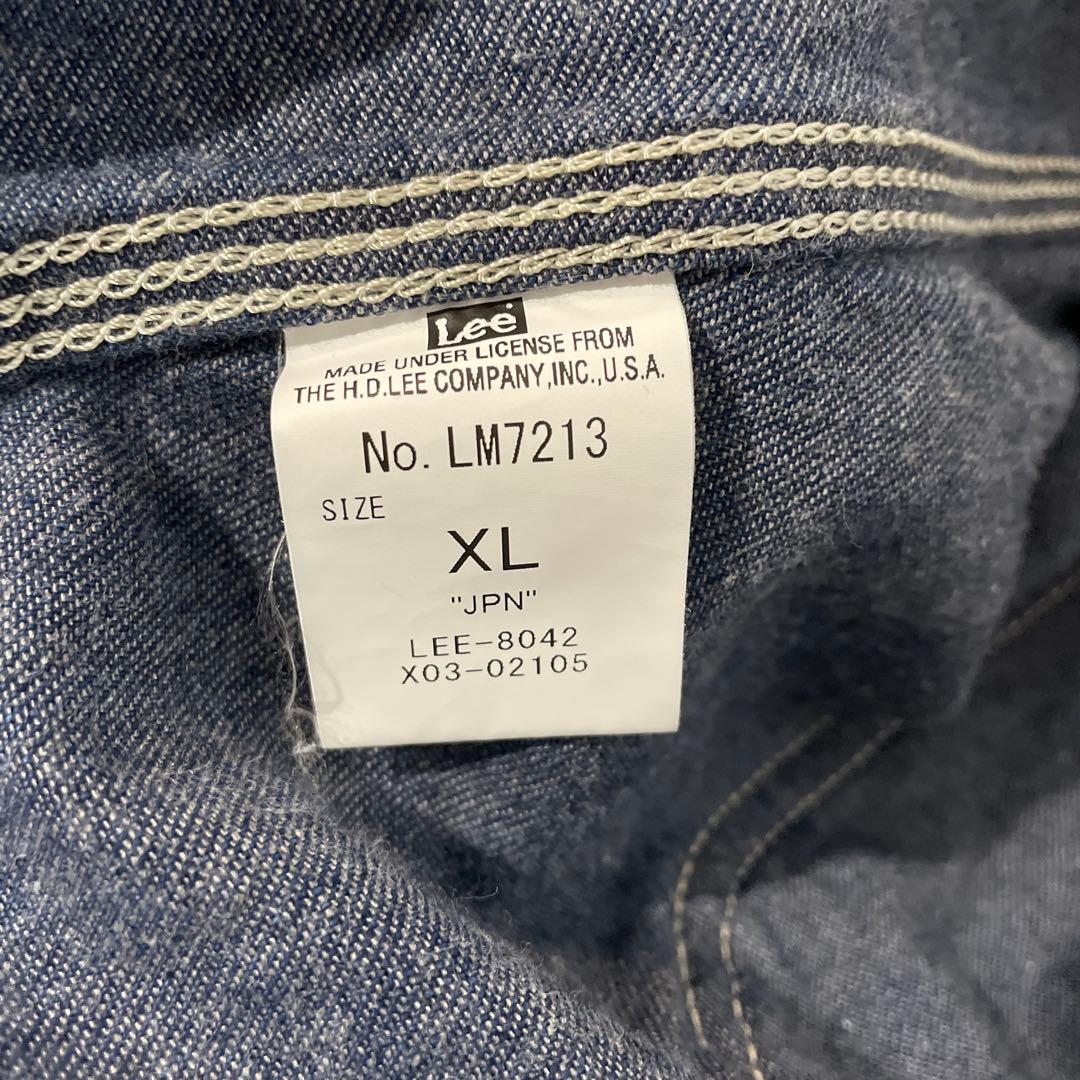 Lee
MADE UNDER LICENSE FROM
THE H.D.LEE COMPANY,INC.,U.S.A.
No. LM7213
SIZE
XL
"JPN"
LEE-8042
X03-02105